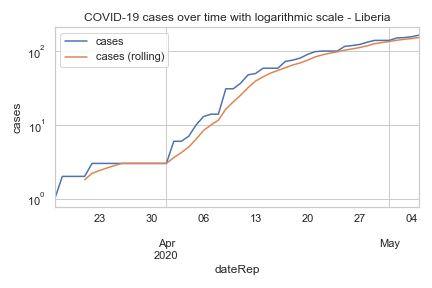 COVID-19 cases over time with logarithmic scale - Liberia
cases
cases (rolling)
10²
10¹
10⁰
cases
23 30 06 13 20 27 04
Apr May
2020
dateRep